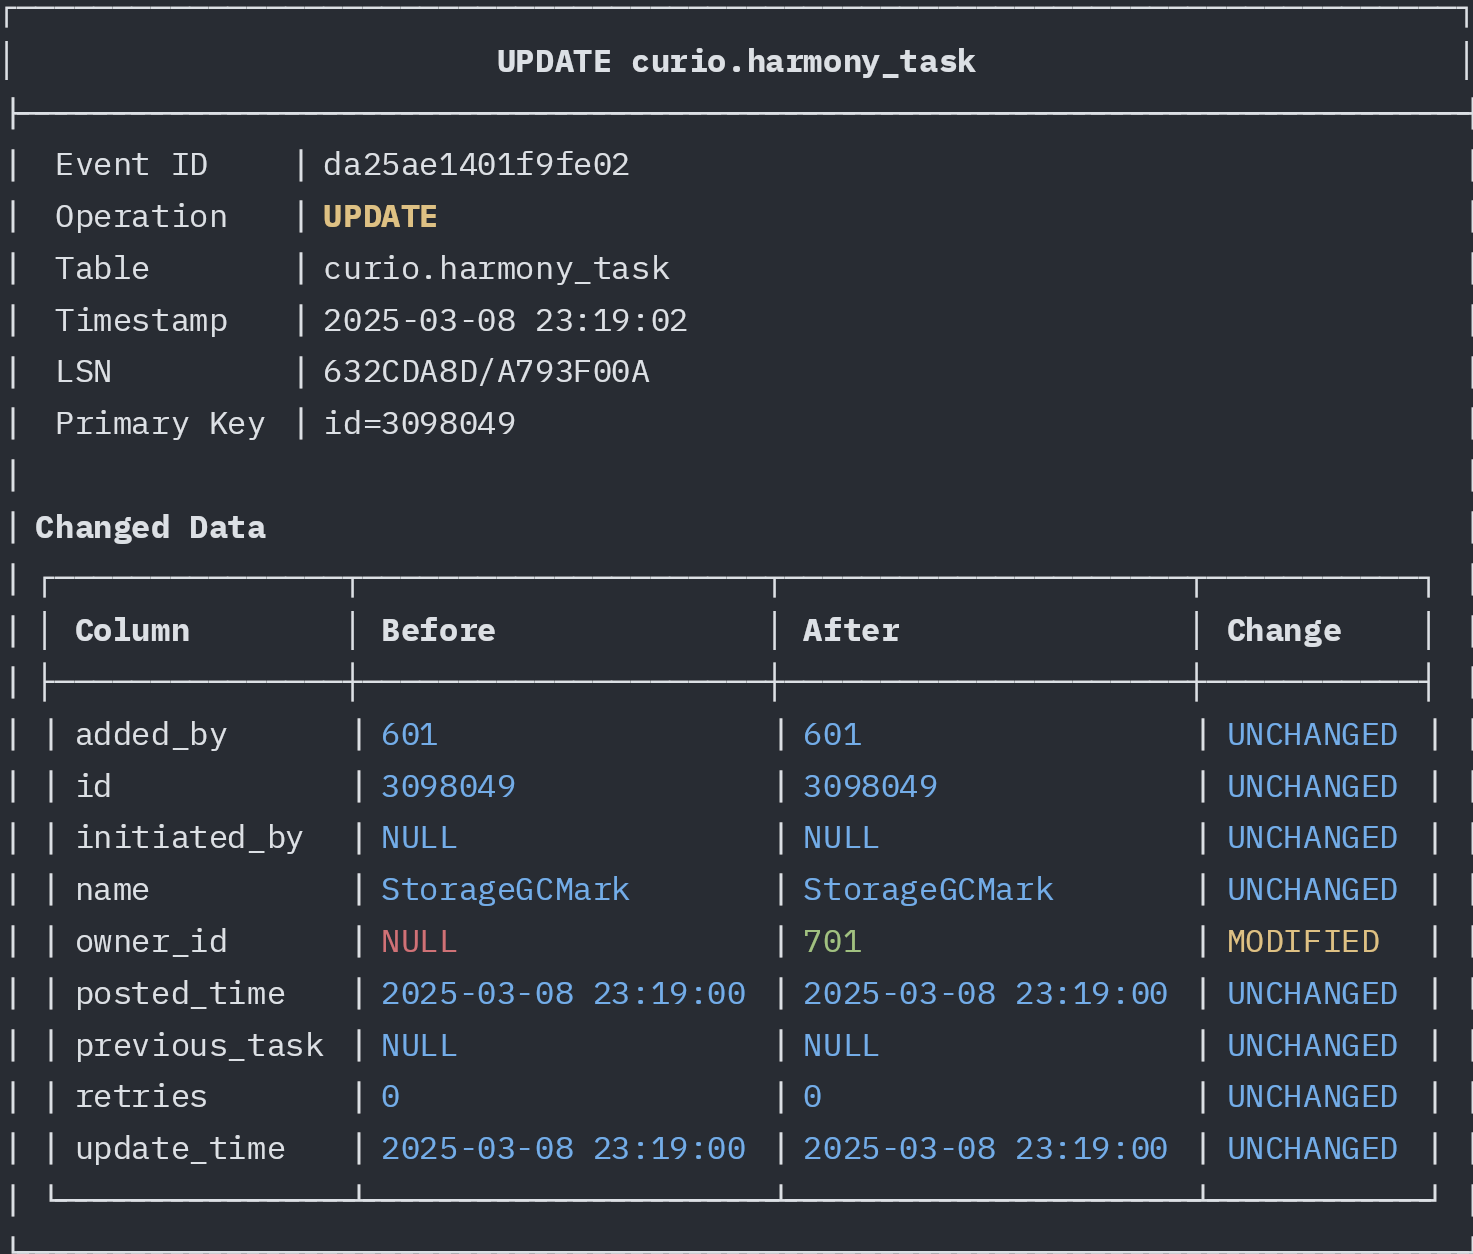 UPDATE curio.harmony_task
Event ID | da25ae1401f9fe02
Operation | UPDATE
Table | curio.harmony_task
Timestamp | 2025-03-08 23:19:02
LSN | 632CDA8D/A793F00A
Primary Key | id=3098049
Changed Data
Column | Before | After | Change
added_by | 601 | 601 | UNCHANGED
id | 3098049 | 3098049 | UNCHANGED
initiated_by | NULL | NULL | UNCHANGED
name | StorageGCMark | StorageGCMark | UNCHANGED
owner_id | NULL | 701 | MODIFIED
posted_time | 2025-03-08 23:19:00 | 2025-03-08 23:19:00 | UNCHANGED
previous_task | NULL | NULL | UNCHANGED
retries | 0 | 0 | UNCHANGED
update_time | 2025-03-08 23:19:00 | 2025-03-08 23:19:00 | UNCHANGED